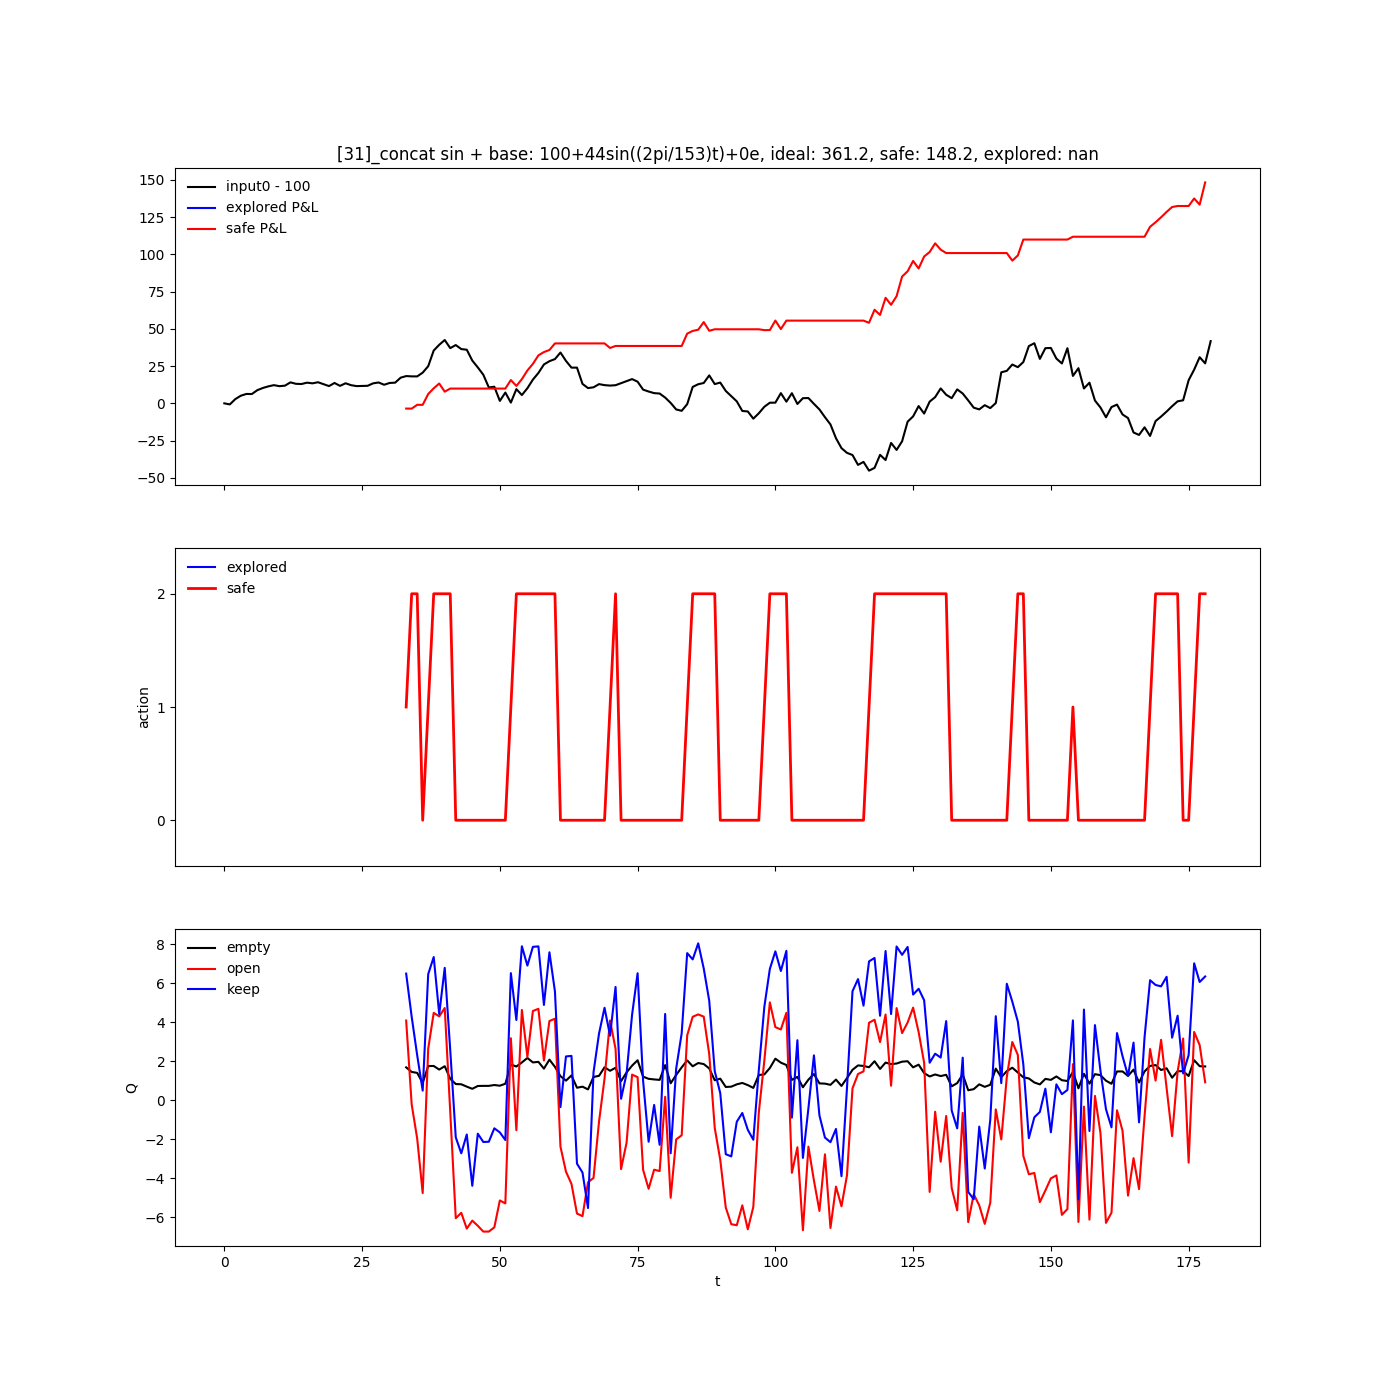 [31]_concat sin + base: 100+44sin((2pi/153)t)+0e, ideal: 361.2, safe: 148.2, explored: nan
150
125
100
75
50
25
0
−25
−50
input0 - 100
explored P&L
safe P&L
2
1
0
action
explored
safe
8
6
4
2
0
−2
−4
−6
Q
empty
open
keep
0 25 50 75 100 125 150 175
t